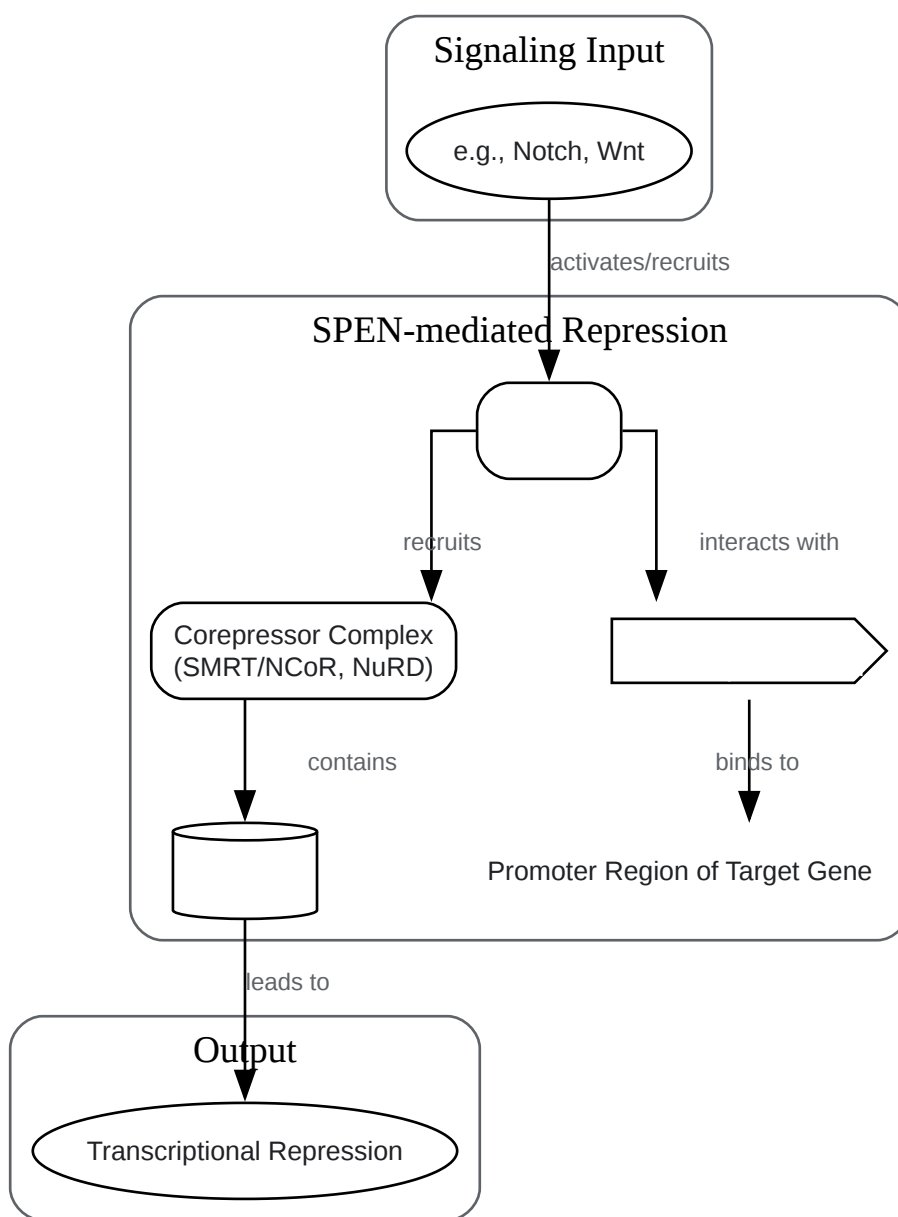 Signaling Input
e.g., Notch, Wnt
activates/recruits
SPEN-mediated Repression
recruits
interacts with
Corepressor Complex
(SMRT/NCoR, NuRD)
contains
binds to
Promoter Region of Target Gene
leads to
Output
Transcriptional Repression